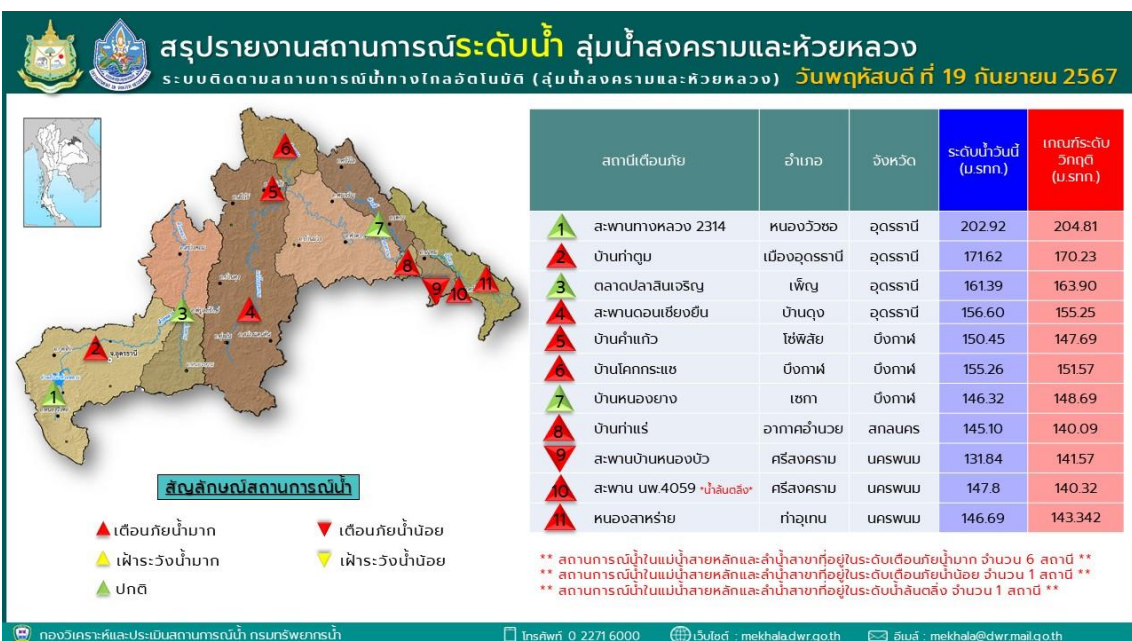 สรุปรายงานสถานการณ์ระดับน้ำ ลุ่มน้ำสงครามและห้วยหลวง
ระบบติดตามสถานการณ์น้ำทางไกลอัตโนมัติ (ลุ่มน้ำสงครามและห้วยหลวง) วันพฤหัสบดี ที่ 19 กันยายน 2567
สถานีเตือนภัย อำเภอ จังหวัด ระดับน้ำวันนี้ (ม.รทก.) เกณฑ์ระดับวิกฤติ (ม.รทก.)
1 สะพานทางหลวง 2314 หนองวัวซอ อุดรธานี 202.92 204.81
2 บ้านท่าตูม เมืองอุดรธานี อุดรธานี 171.62 170.23
3 ตลาดปลาสินเจริญ เพ็ญ อุดรธานี 161.39 163.90
4 สะพานดอนเชียงยืน บ้านดุง อุดรธานี 156.60 155.25
5 บ้านคำแก้ว โซ่พิสัย บึงกาฬ 150.45 147.69
6 บ้านโคกกระแซ บึงกาฬ บึงกาฬ 155.26 151.57
7 บ้านหนองยาง เซกา บึงกาฬ 146.32 148.69
8 บ้านท่าแร่ อากาศอำนวย สกลนคร 145.10 140.09
9 สะพานบ้านหนองบัว ศรีสงคราม นครพนม 131.84 141.57
10 สะพาน นพ.4059 *น้ำล้นตลิ่ง* ศรีสงคราม นครพนม 147.8 140.32
11 หนองสาหร่าย ท่าอุเทน นครพนม 146.69 143.342
6
5
7
8
9
10
11
3
4
2
จ.อุดรธานี
1
สัญลักษณ์สถานการณ์น้ำ
เตือนภัยน้ำมาก เตือนภัยน้ำน้อย
เฝ้าระวังน้ำมาก เฝ้าระวังน้ำน้อย
ปกติ
** สถานการณ์น้ำในแม่น้ำสายหลักและลำน้ำสาขาที่อยู่ในระดับเตือนภัยน้ำมาก จำนวน 6 สถานี **
** สถานการณ์น้ำในแม่น้ำสายหลักและลำน้ำสาขาที่อยู่ในระดับเตือนภัยน้ำน้อย จำนวน 1 สถานี **
** สถานการณ์น้ำในแม่น้ำสายหลักและลำน้ำสาขาที่อยู่ในระดับน้ำล้นตลิ่ง จำนวน 1 สถานี **
กองวิเคราะห์และประเมินสถานการณ์น้ำ กรมทรัพยากรน้ำ โทรศัพท์ 0 2271 6000 เว็บไซต์ : mekhala.dwr.go.th อีเมล์ : mekhala@dwr.mail.go.th